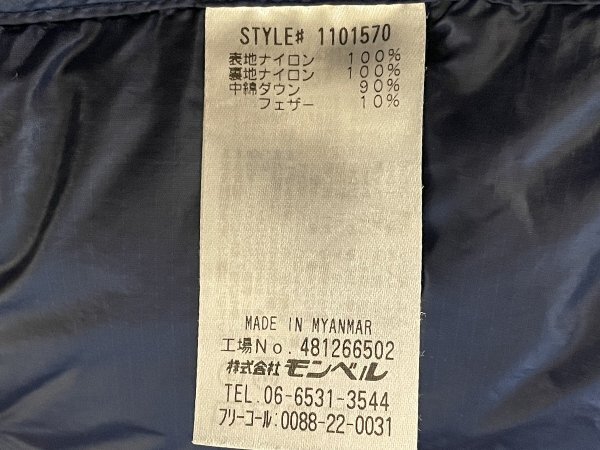 STYLE# 1101570
表地ナイロン 100%
裏地ナイロン 100%
中綿ダウン 90%
フェザー 10%
MADE IN MYANMAR
工場No. 481266502
株式会社モンベル
TEL. 06-6531-3544
フリーコール: 0088-22-0031